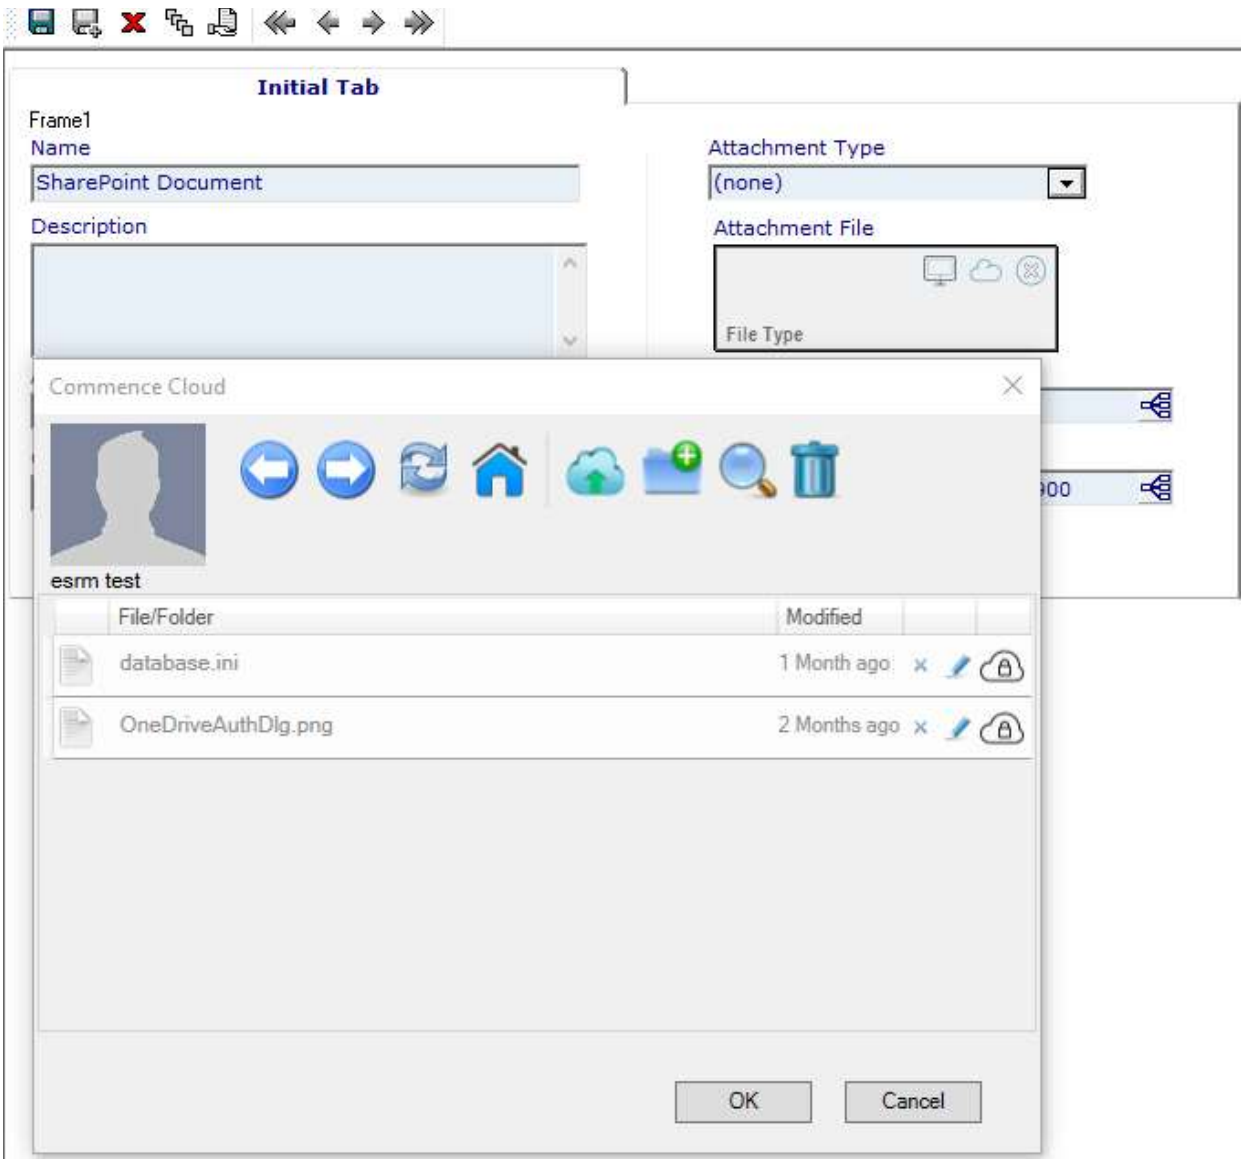 Initial Tab
Frame1
Name
Attachment Type
SharePoint Document
(none)
Description
Attachment File
File Type
Commence Cloud
esrm test
File/Folder
Modified
database.ini
1 Month ago
OneDriveAuthDlg.png
2 Months ago
OK
Cancel